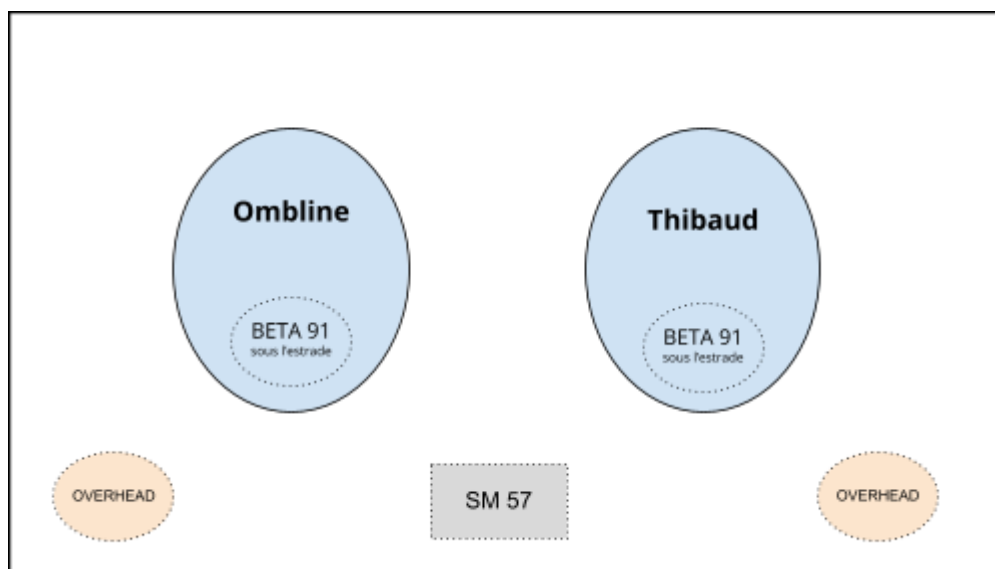 Ombline
Thibaud
BETA 91
sous l'estrade
BETA 91
sous l'estrade
OVERHEAD
SM 57
OVERHEAD